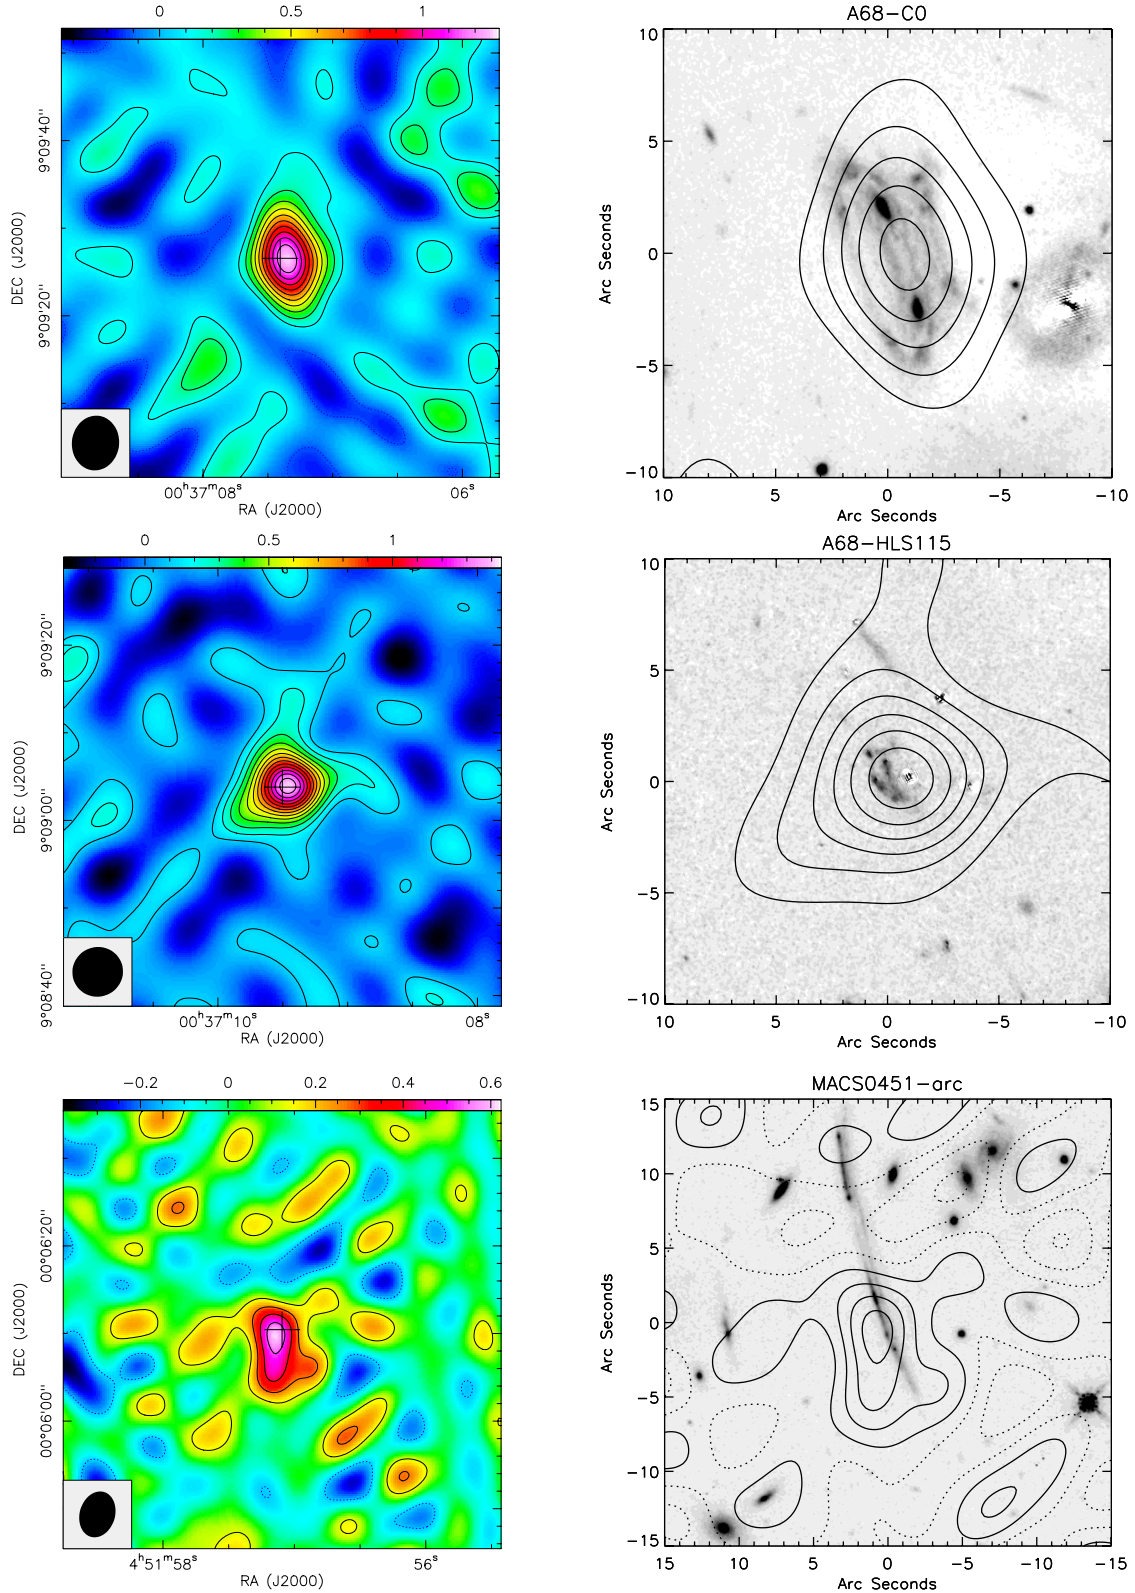 0 0.5 1
9°09'40"
9°09'20"
DEC (J2000)
00ʰ37ᵐ08ˢ 06ˢ
RA (J2000)
A68-C0
10
5
0
-5
-10
Arc Seconds
10 5 0 -5 -10
Arc Seconds
0 0.5 1
9°09'20"
9°09'00"
9°08'40"
DEC (J2000)
00ʰ37ᵐ10ˢ 08ˢ
RA (J2000)
A68-HLS115
10
5
0
-5
-10
Arc Seconds
10 5 0 -5 -10
Arc Seconds
-0.2 0 0.2 0.4 0.6
00°06'20"
00°06'00"
DEC (J2000)
4ʰ51ᵐ58ˢ 56ˢ
RA (J2000)
MACS0451-arc
15
10
5
0
-5
-10
-15
Arc Seconds
15 10 5 0 -5 -10 -15
Arc Seconds